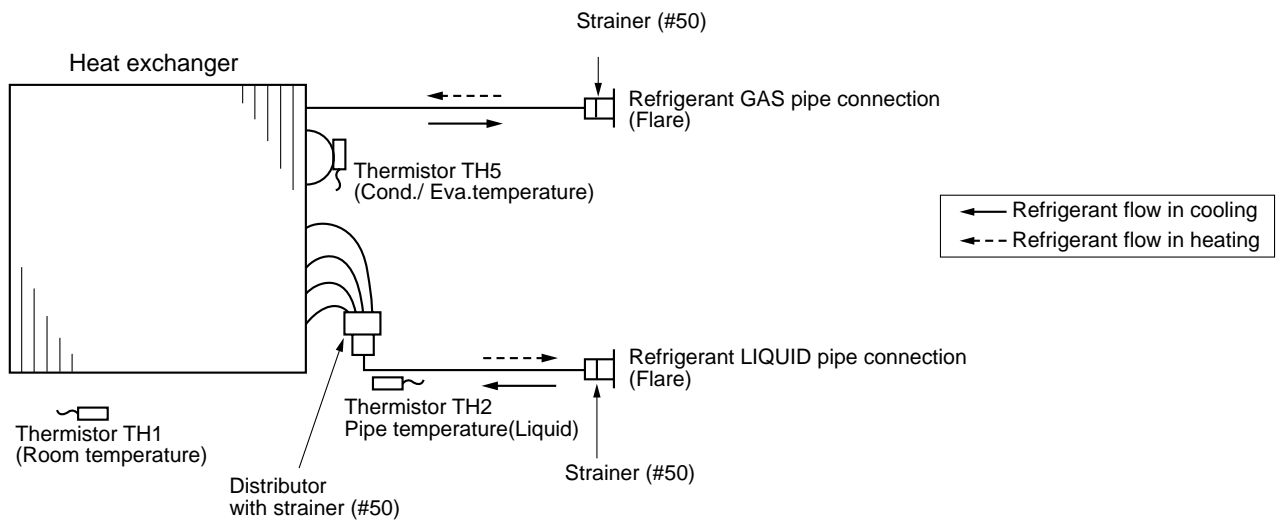 Strainer (#50)
Heat exchanger
Refrigerant GAS pipe connection
(Flare)
Thermistor TH5
(Cond./ Eva.temperature)
Refrigerant flow in cooling
Refrigerant flow in heating
Refrigerant LIQUID pipe connection
(Flare)
Thermistor TH2
Pipe temperature(Liquid)
Thermistor TH1
(Room temperature)
Strainer (#50)
Distributor
with strainer (#50)